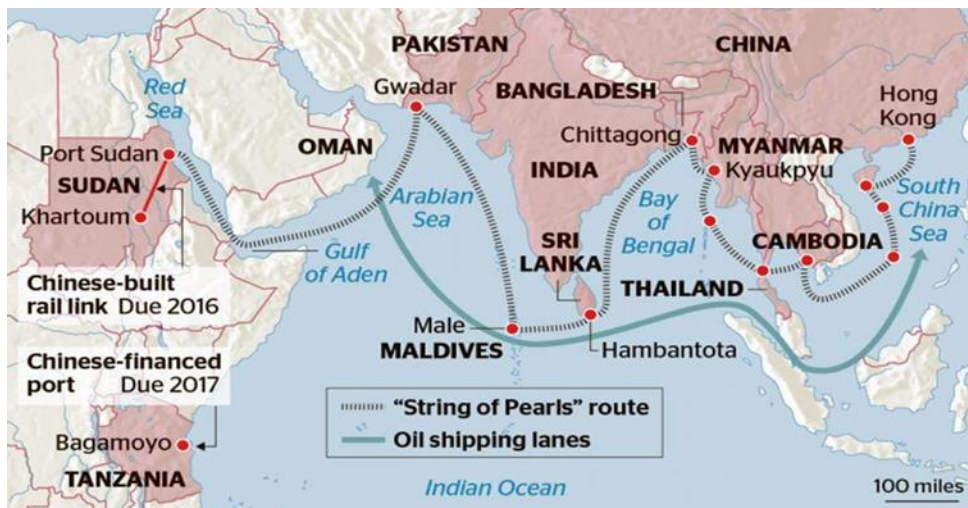 PAKISTAN
CHINA
Gwadar
BANGLADESH
Hong
Kong
Red
Sea
Chittagong
Port Sudan
OMAN
MYANMAR
Kyaukpyu
INDIA
SUDAN
Arabian
Sea
Bay
of
Bengal
South
China
Sea
Khartoum
SRI
LANKA
CAMBODIA
Gulf
of Aden
THAILAND
Chinese-built
rail link Due 2016
Male
MALDIVES
Hambantota
Chinese-financed
port Due 2017
"String of Pearls" route
Oil shipping lanes
Bagamoyo
TANZANIA
Indian Ocean
100 miles